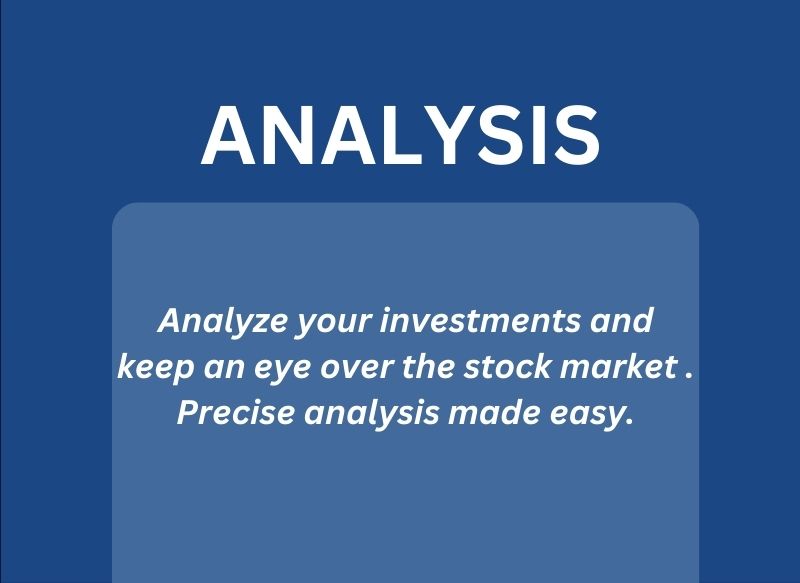 ANALYSIS
Analyze your investments and
keep an eye over the stock market .
Precise analysis made easy.